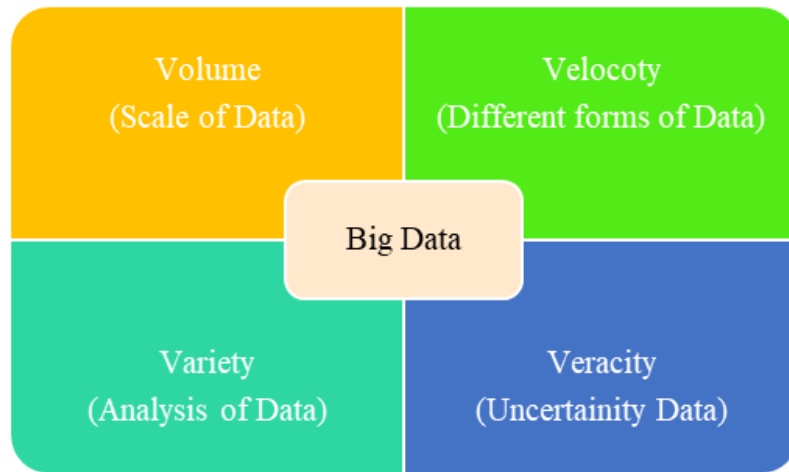 Volume
(Scale of Data)
Velocoty
(Different forms of Data)
Big Data
Variety
(Analysis of Data)
Veracity
(Uncertainity Data)